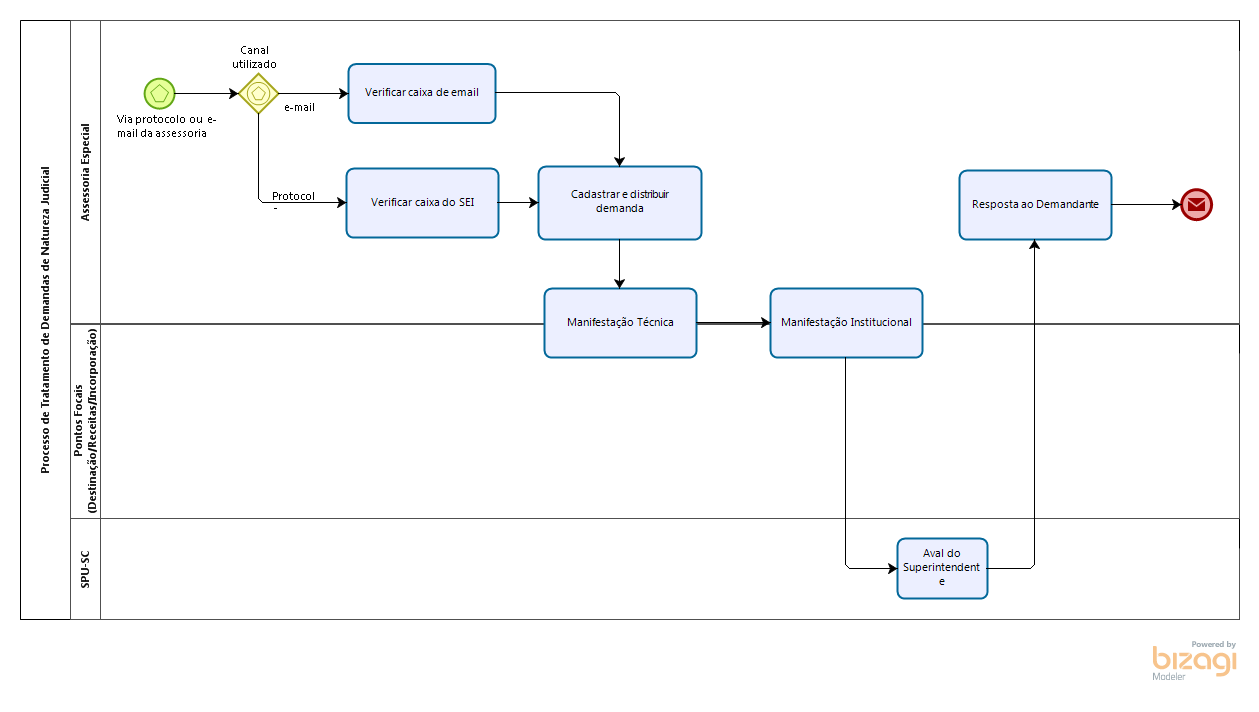 Processo de Tratamento de Demandas de Natureza Judicial
Assessoria Especial
Via protocolo ou e-
mail da assessoria
Canal
utilizado
e-mail
Protocol
Verificar caixa de email
Verificar caixa do SEI
Cadastrar e distribuir
demanda
Manifestação Técnica
Manifestação Institucional
Resposta ao Demandante
Pontos Focais
(Destinação/Receitas/Incorporação)
SPU-SC
Aval do
Superintendent
e
Powered by
bizagi
Modeler